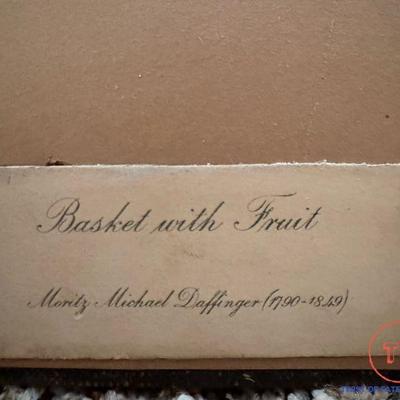 Basket with Fruit
Moritz Michael Daffinger (1790-1849)